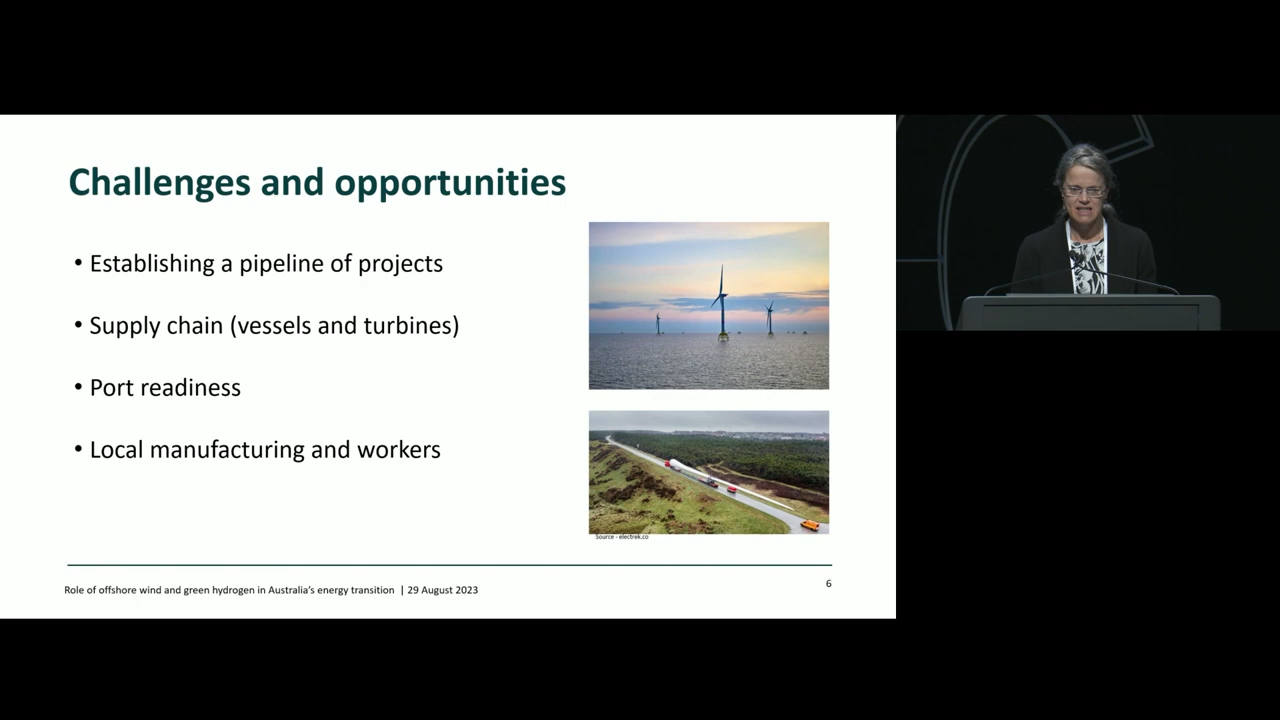 Challenges and opportunities
• Establishing a pipeline of projects
• Supply chain (vessels and turbines)
• Port readiness
• Local manufacturing and workers
Source - electrek.co
Role of offshore wind and green hydrogen in Australia's energy transition | 29 August 2023
6